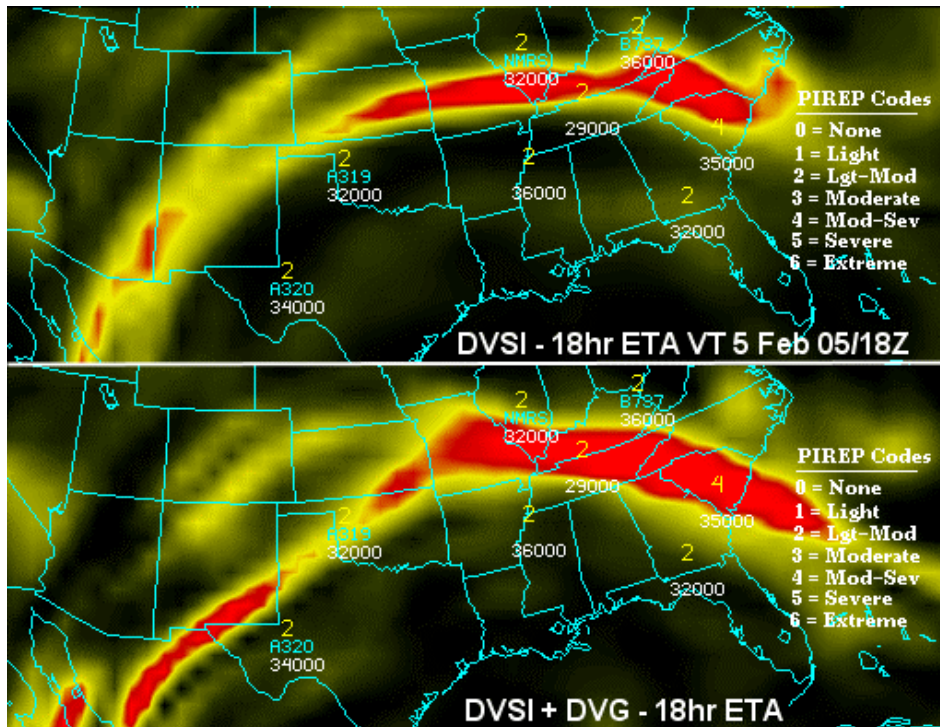 2
B737
36000
2
NMRS
32000
2
29000
4
35000
2
36000
2
A319
32000
2
32000
2
A320
34000
PIREP Codes
0 = None
1 = Light
2 = Lgt-Mod
3 = Moderate
4 = Mod-Sev
5 = Severe
6 = Extreme
DVSI - 18hr ETA VT 5 Feb 05/18Z
2
B737
36000
2
NMRS
32000
2
29000
4
35000
2
36000
2
A319
32000
2
32000
2
A320
34000
PIREP Codes
0 = None
1 = Light
2 = Lgt-Mod
3 = Moderate
4 = Mod-Sev
5 = Severe
6 = Extreme
DVSI + DVG - 18hr ETA